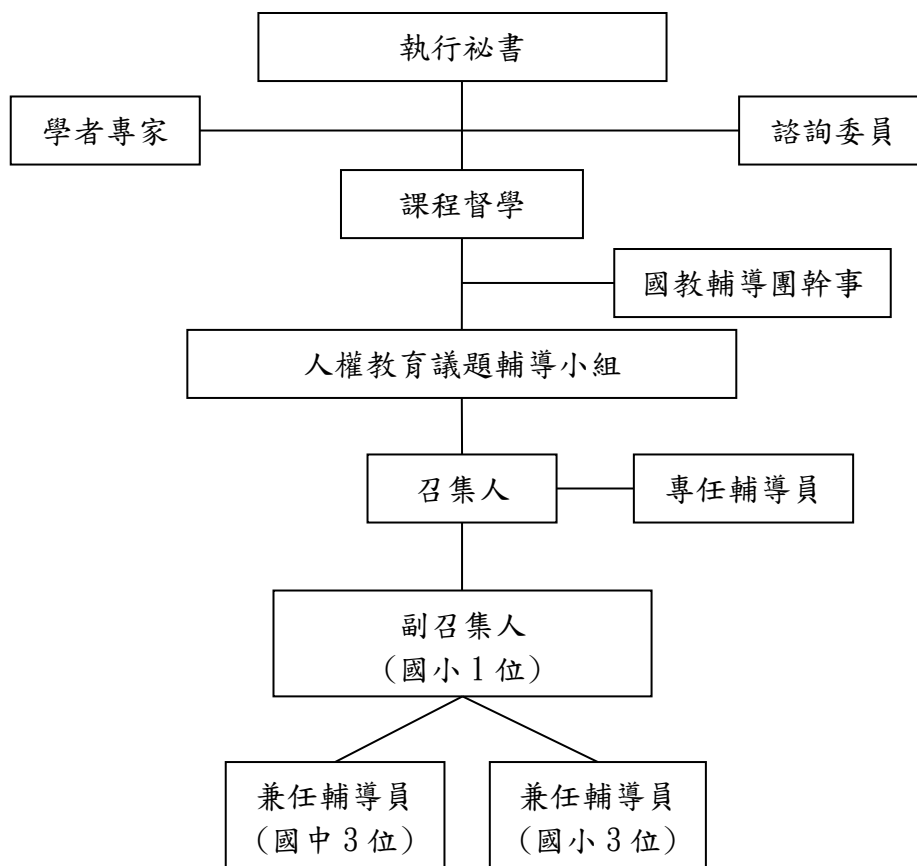 執行祕書
學者專家
諮詢委員
課程督學
國教輔導團幹事
人權教育議題輔導小組
召集人
專任輔導員
副召集人
(國小 1 位)
兼任輔導員
(國中 3 位)
兼任輔導員
(國小 3 位)